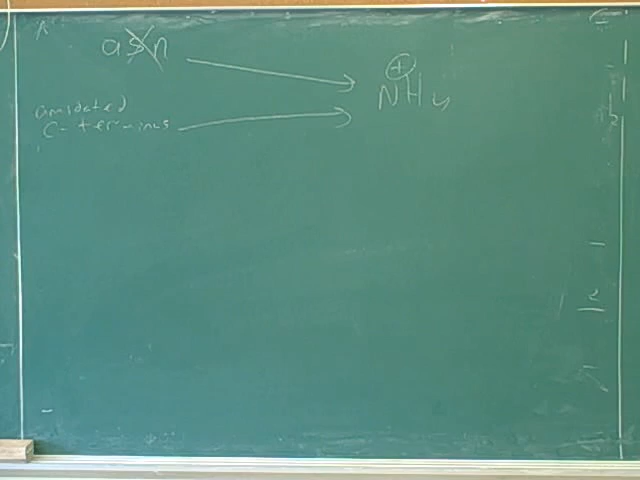 asn
⊕
NH4
amidated
C-terminus